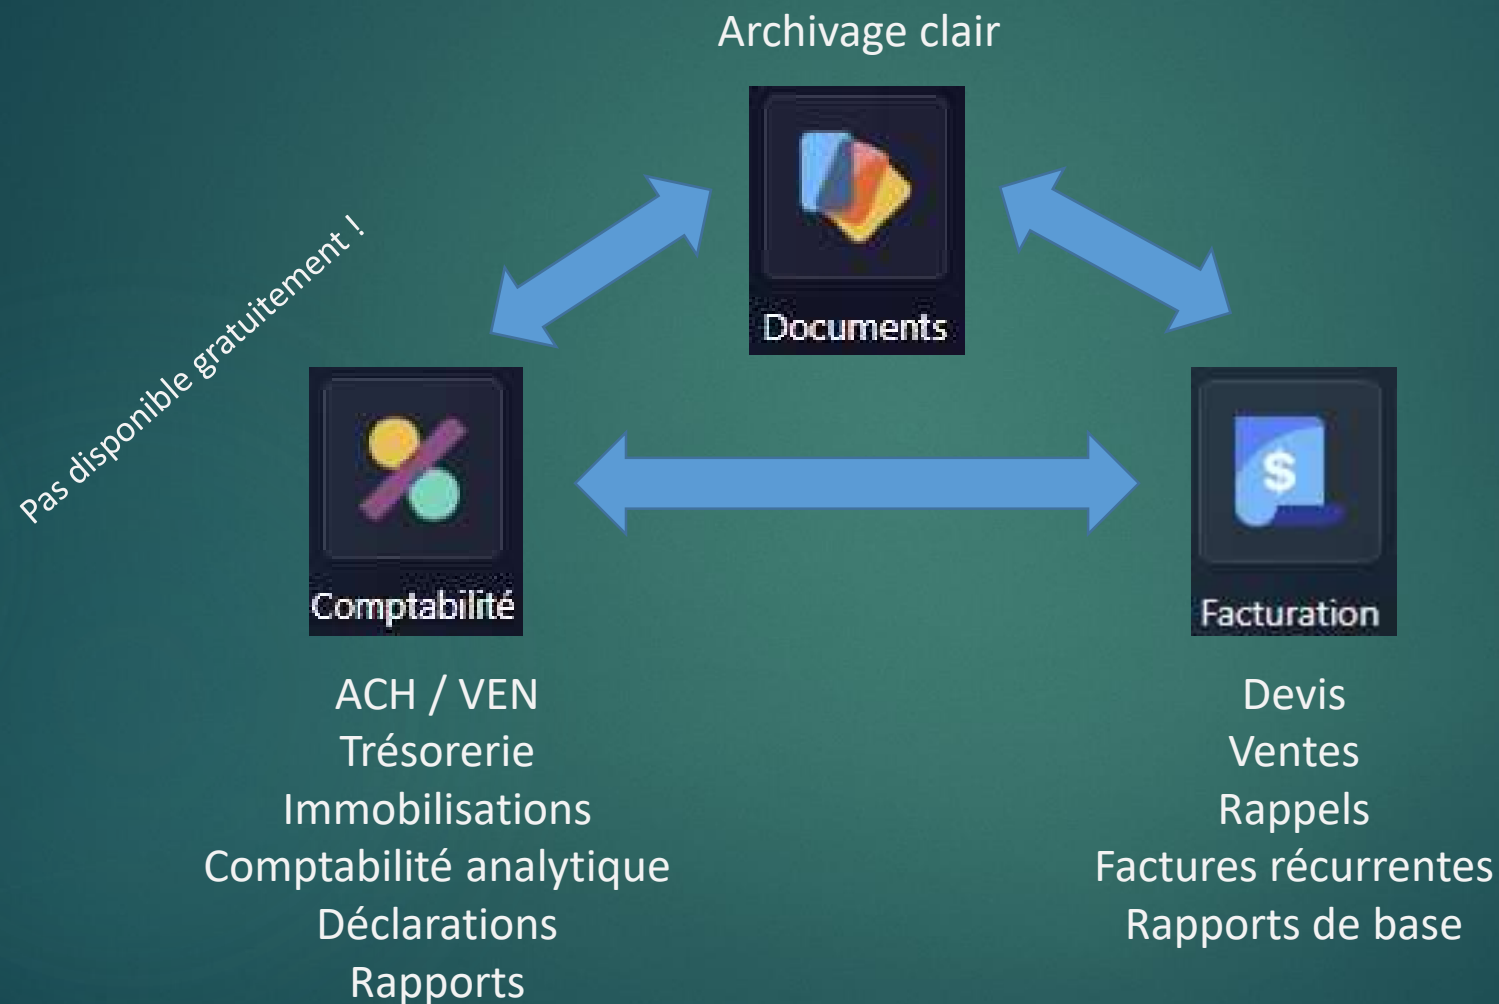 Archivage clair
Documents
Pas disponible gratuitement !
Comptabilité
ACH / VEN
Trésorerie
Immobilisations
Comptabilité analytique
Déclarations
Rapports
$
Facturation
Devis
Ventes
Rappels
Factures récurrentes
Rapports de base